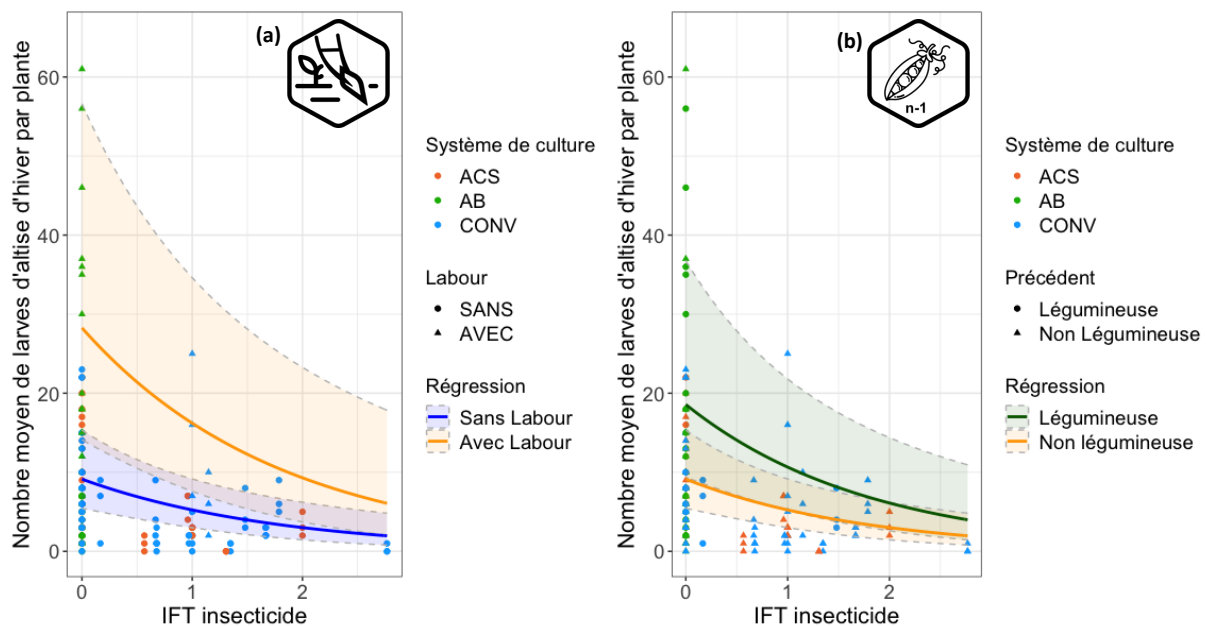 Nombre moyen de larves d'altise d'hiver par plante
60
40
20
0
0
1
2
IFT insecticide
(a)
Système de culture
ACS
AB
CONV
Labour
SANS
AVEC
Régression
Sans Labour
Avec Labour
Nombre moyen de larves d'altise d'hiver par plante
60
40
20
0
0
1
2
IFT insecticide
(b)
n-1
Système de culture
ACS
AB
CONV
Précédent
Légumineuse
Non Légumineuse
Régression
Légumineuse
Non légumineuse